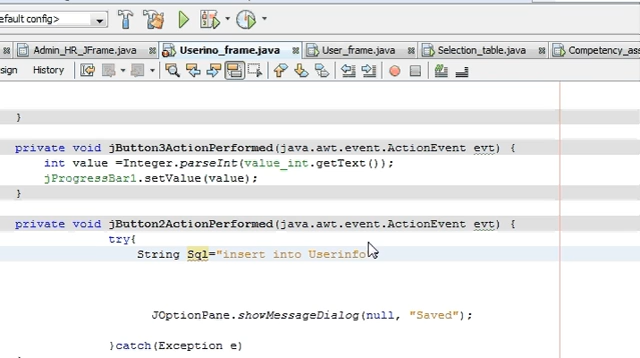 efault config>
Admin_HR_JFrame.java
Userino_frame.java
User_frame.java
Selection_table.java
Competency_ass
sign
History
}
private void jButton3ActionPerformed(java.awt.event.ActionEvent evt) {
int value =Integer.parseInt(value_int.getText());
jProgressBar1.setValue(value);
}
private void jButton2ActionPerformed(java.awt.event.ActionEvent evt) {
try{
String Sql="insert into Userinfo
JOptionPane.showMessageDialog(null, "Saved");
}catch(Exception e)